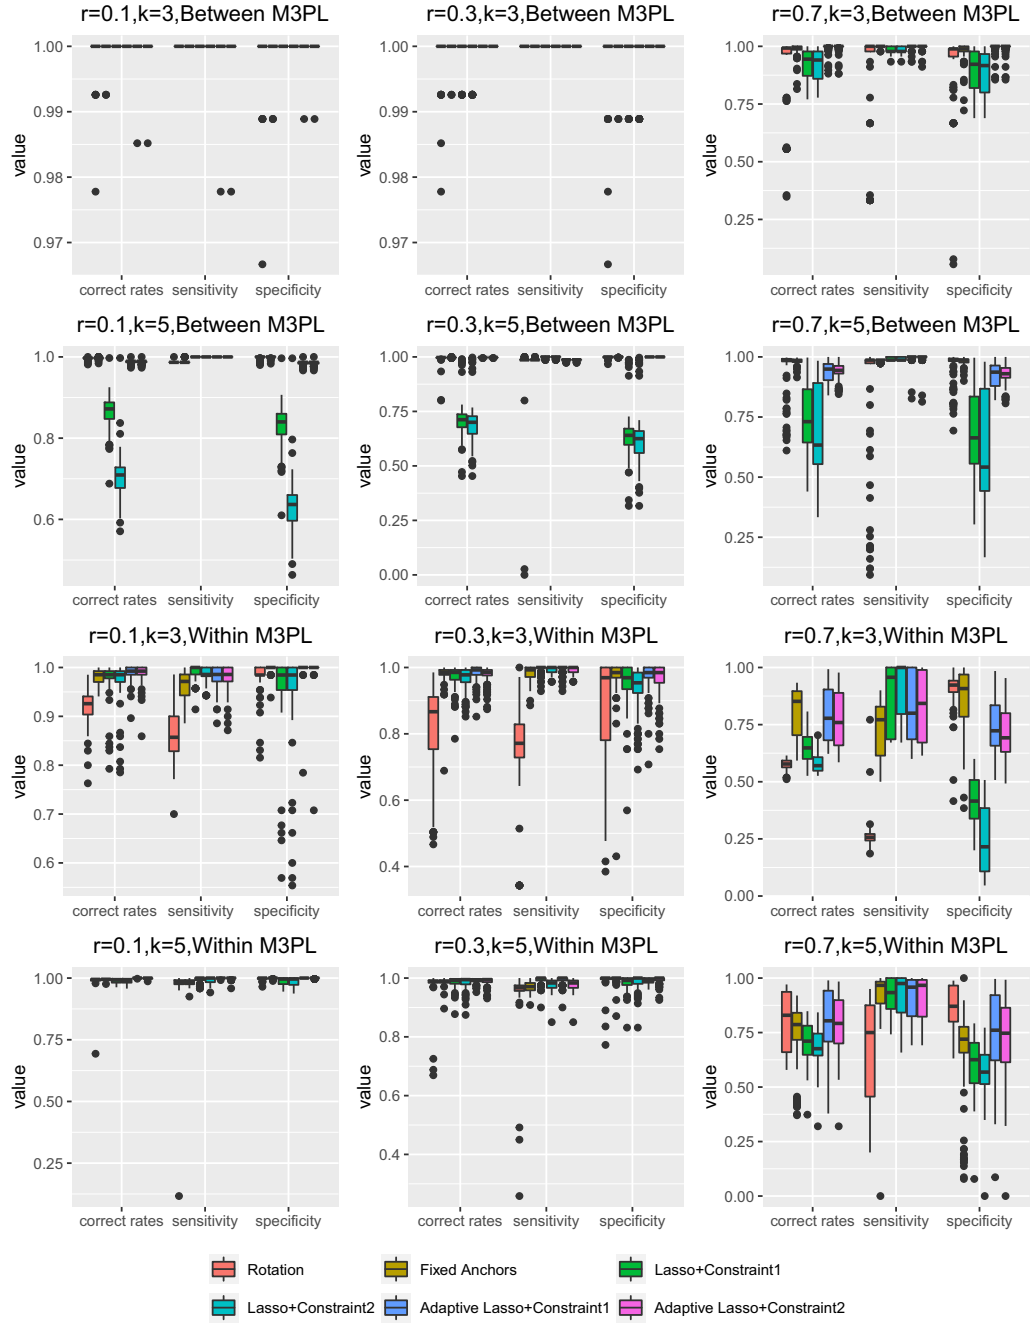 r=0.1,k=3,Between M3PL r=0.3,k=3,Between M3PL r=0.7,k=3,Between M3PL
value
1.00
0.99
0.98
0.97
correct rates sensitivity specificity
value
1.00
0.99
0.98
0.97
correct rates sensitivity specificity
value
1.00
0.75
0.50
0.25
correct rates sensitivity specificity
r=0.1,k=5,Between M3PL r=0.3,k=5,Between M3PL r=0.7,k=5,Between M3PL
value
1.0
0.8
0.6
correct rates sensitivity specificity
value
1.00
0.75
0.50
0.25
0.00
correct rates sensitivity specificity
value
1.00
0.75
0.50
0.25
correct rates sensitivity specificity
r=0.1,k=3,Within M3PL r=0.3,k=3,Within M3PL r=0.7,k=3,Within M3PL
value
1.0
0.9
0.8
0.7
0.6
correct rates sensitivity specificity
value
1.0
0.8
0.6
0.4
correct rates sensitivity specificity
value
1.00
0.75
0.50
0.25
0.00
correct rates sensitivity specificity
r=0.1,k=5,Within M3PL r=0.3,k=5,Within M3PL r=0.7,k=5,Within M3PL
value
1.00
0.75
0.50
0.25
correct rates sensitivity specificity
value
1.0
0.8
0.6
0.4
correct rates sensitivity specificity
value
1.00
0.75
0.50
0.25
0.00
correct rates sensitivity specificity
Rotation Fixed Anchors Lasso+Constraint1
Lasso+Constraint2 Adaptive Lasso+Constraint1 Adaptive Lasso+Constraint2